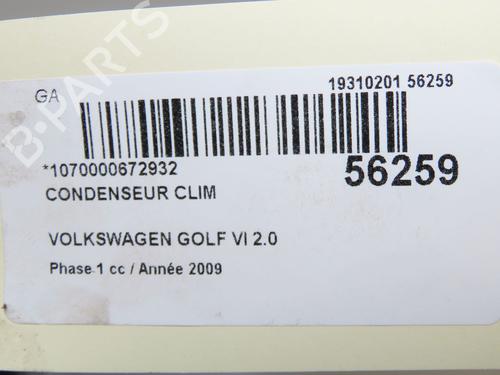 GA
19310201 56259
*1070000672932
56259
CONDENSEUR CLIM
VOLKSWAGEN GOLF VI 2.0
Phase 1 cc / Année 2009
B-PARTS